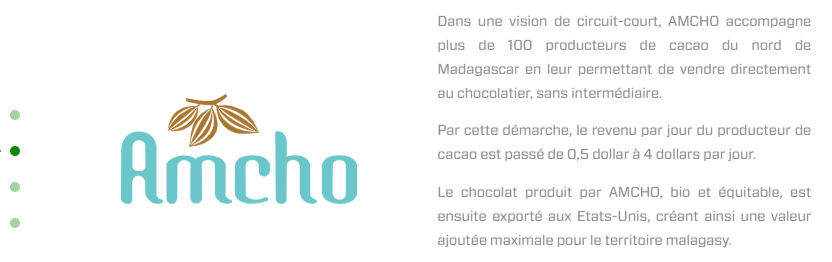 Amcho
Dans une vision de circuit-court, AMCHO accompagne
plus de 100 producteurs de cacao du nord de
Madagascar en leur permettant de vendre directement
au chocolatier, sans intermédiaire.
Par cette démarche, le revenu par jour du producteur de
cacao est passé de 0,5 dollar à 4 dollars par jour.
Le chocolat produit par AMCHO, bio et équitable, est
ensuite exporté aux Etats-Unis, créant ainsi une valeur
ajoutée maximale pour le territoire malagasy.